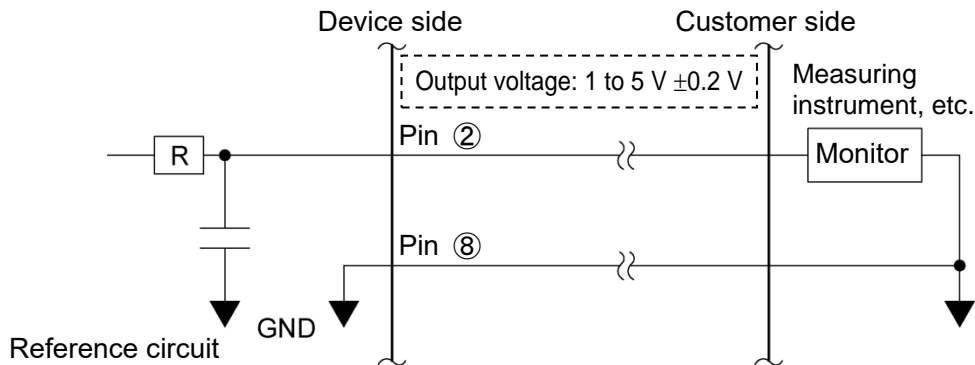 Device side
Customer side
Output voltage: 1 to 5 V ±0.2 V
Measuring
instrument, etc.
Pin ②
R
Monitor
Pin ⑧
GND
Reference circuit